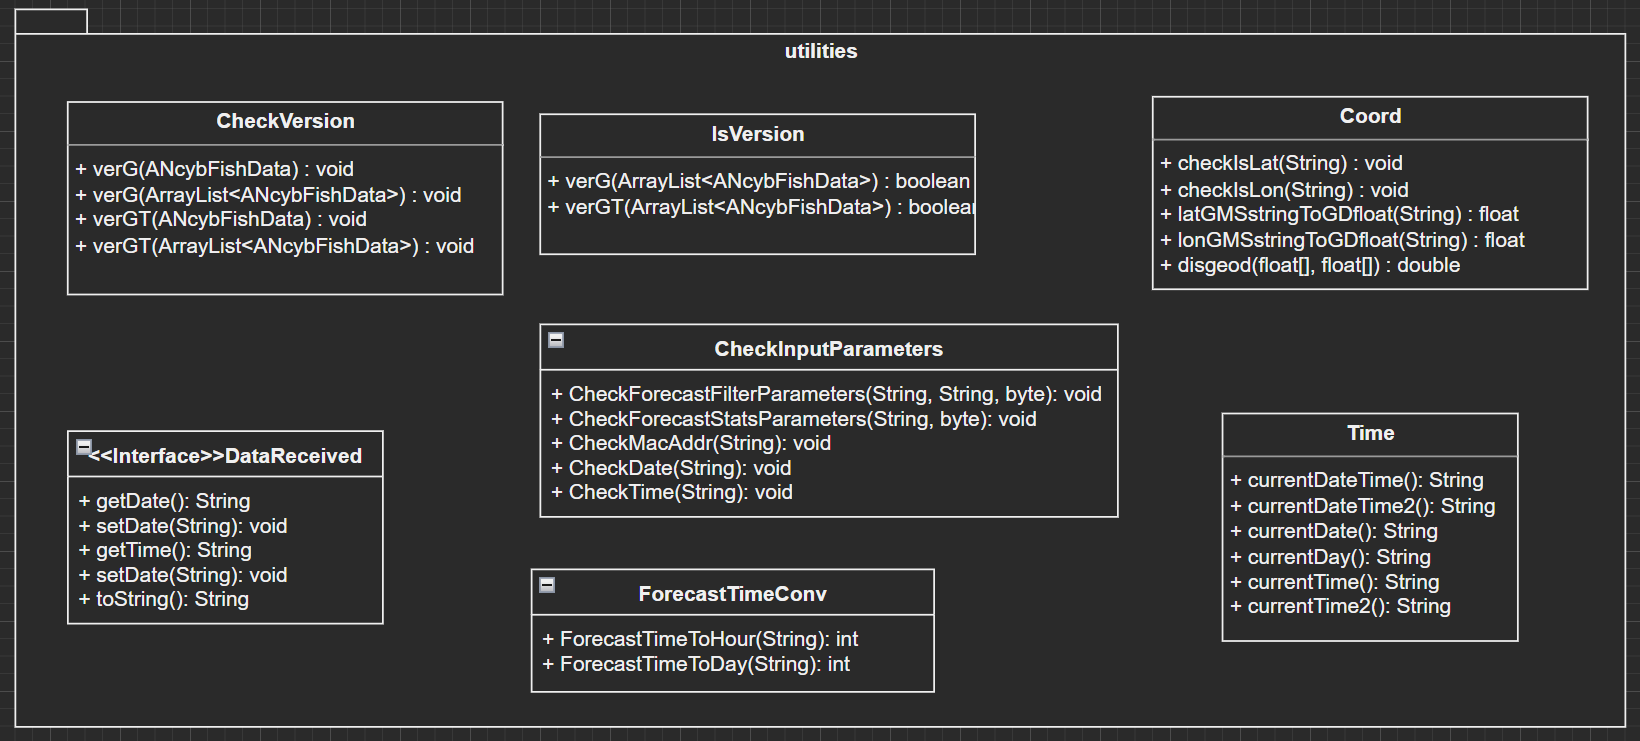 utilities
CheckVersion
+ verG(ANcybFishData) : void
+ verG(ArrayList<ANcybFishData>) : void
+ verGT(ANcybFishData) : void
+ verGT(ArrayList<ANcybFishData>) : void
IsVersion
+ verG(ArrayList<ANcybFishData>) : boolean
+ verGT(ArrayList<ANcybFishData>) : boolean
Coord
+ checkIsLat(String) : void
+ checkIsLon(String) : void
+ latGMSstringToGDfloat(String) : float
+ lonGMSstringToGDfloat(String) : float
+ disgeod(float[], float[]) : double
CheckInputParameters
+ CheckForecastFilterParameters(String, String, byte): void
+ CheckForecastStatsParameters(String, byte): void
+ CheckMacAddr(String): void
+ CheckDate(String): void
+ CheckTime(String): void
<<Interface>>DataReceived
+ getDate(): String
+ setDate(String): void
+ getTime(): String
+ setDate(String): void
+ toString(): String
ForecastTimeConv
+ ForecastTimeToHour(String): int
+ ForecastTimeToDay(String): int
Time
+ currentDateTime(): String
+ currentDateTime2(): String
+ currentDate(): String
+ currentDay(): String
+ currentTime(): String
+ currentTime2(): String